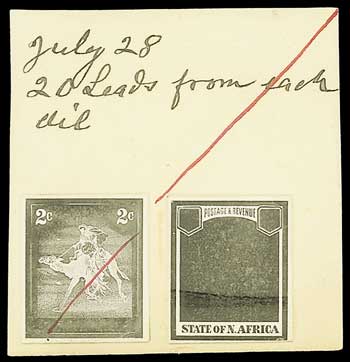 July 28
20 Leads from each
die
2c 2c
POSTAGE & REVENUE
STATE OF N. AFRICA